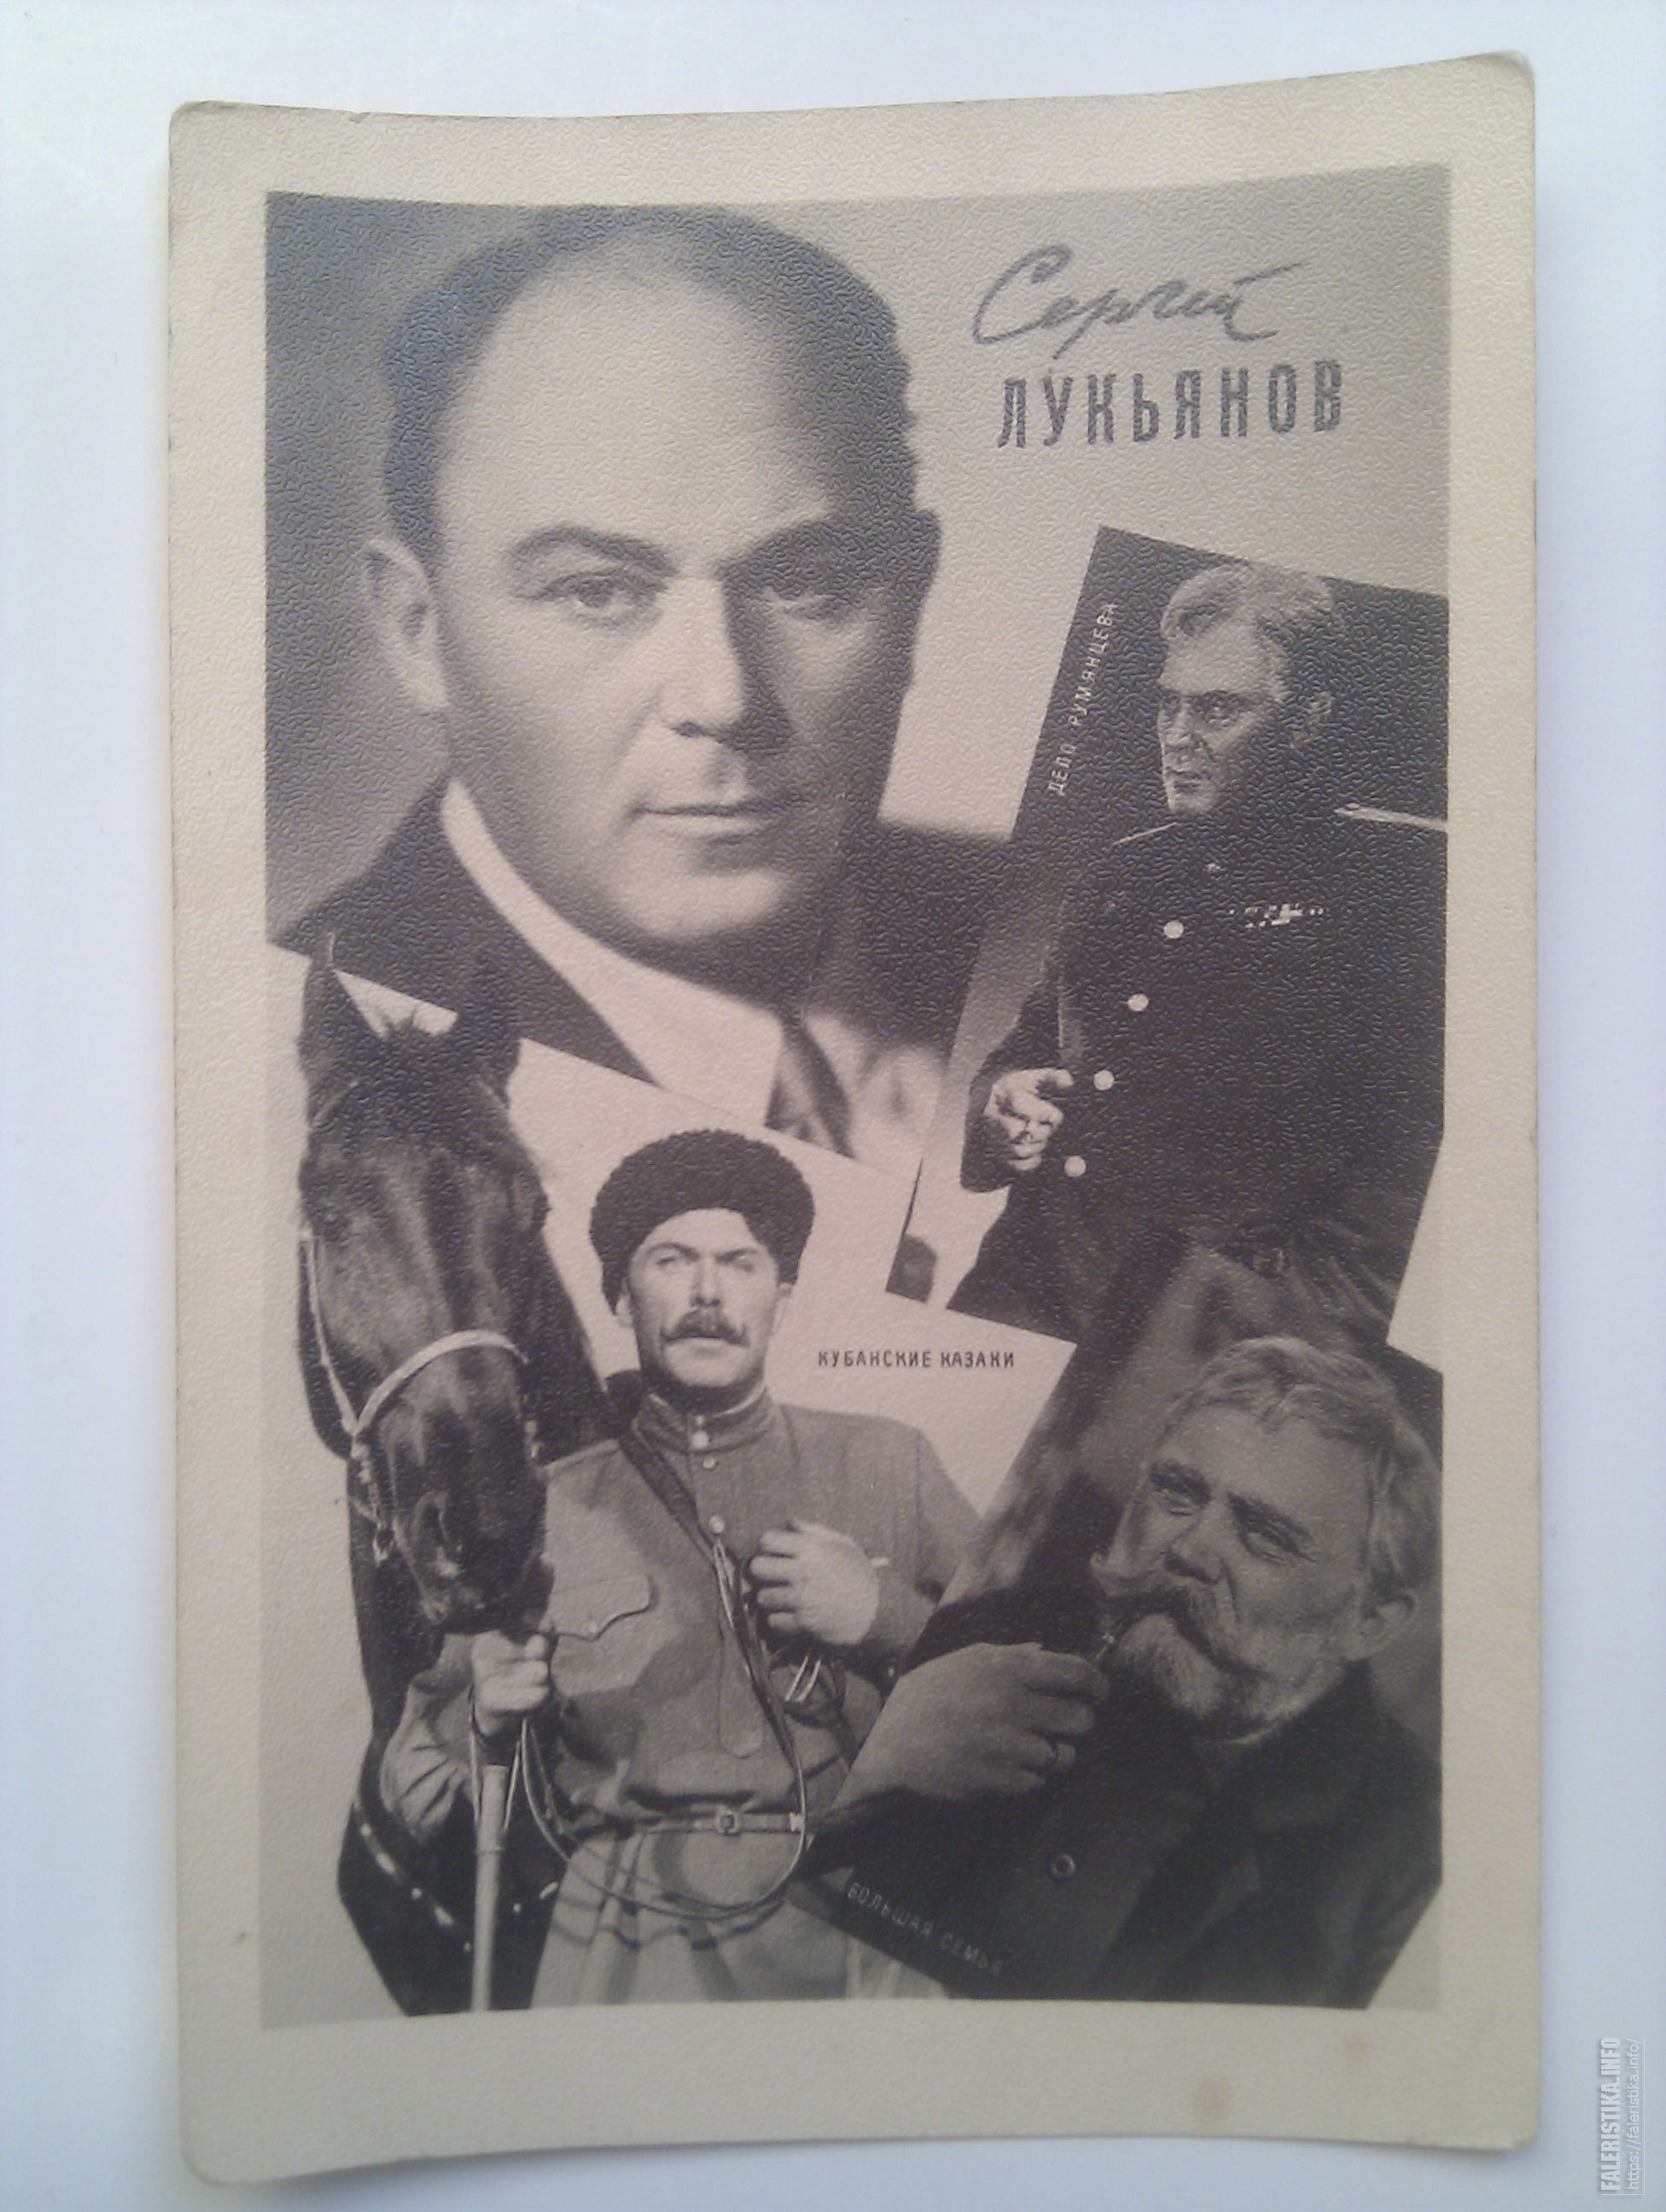 Сергей
ЛУКЬЯНОВ
ДЕЛО РУМЯНЦЕВА
КУБАНСКИЕ КАЗАКИ
БОЛЬШАЯ СЕМЬЯ
FALERISTIKA.INFO
https://faleristika.info/